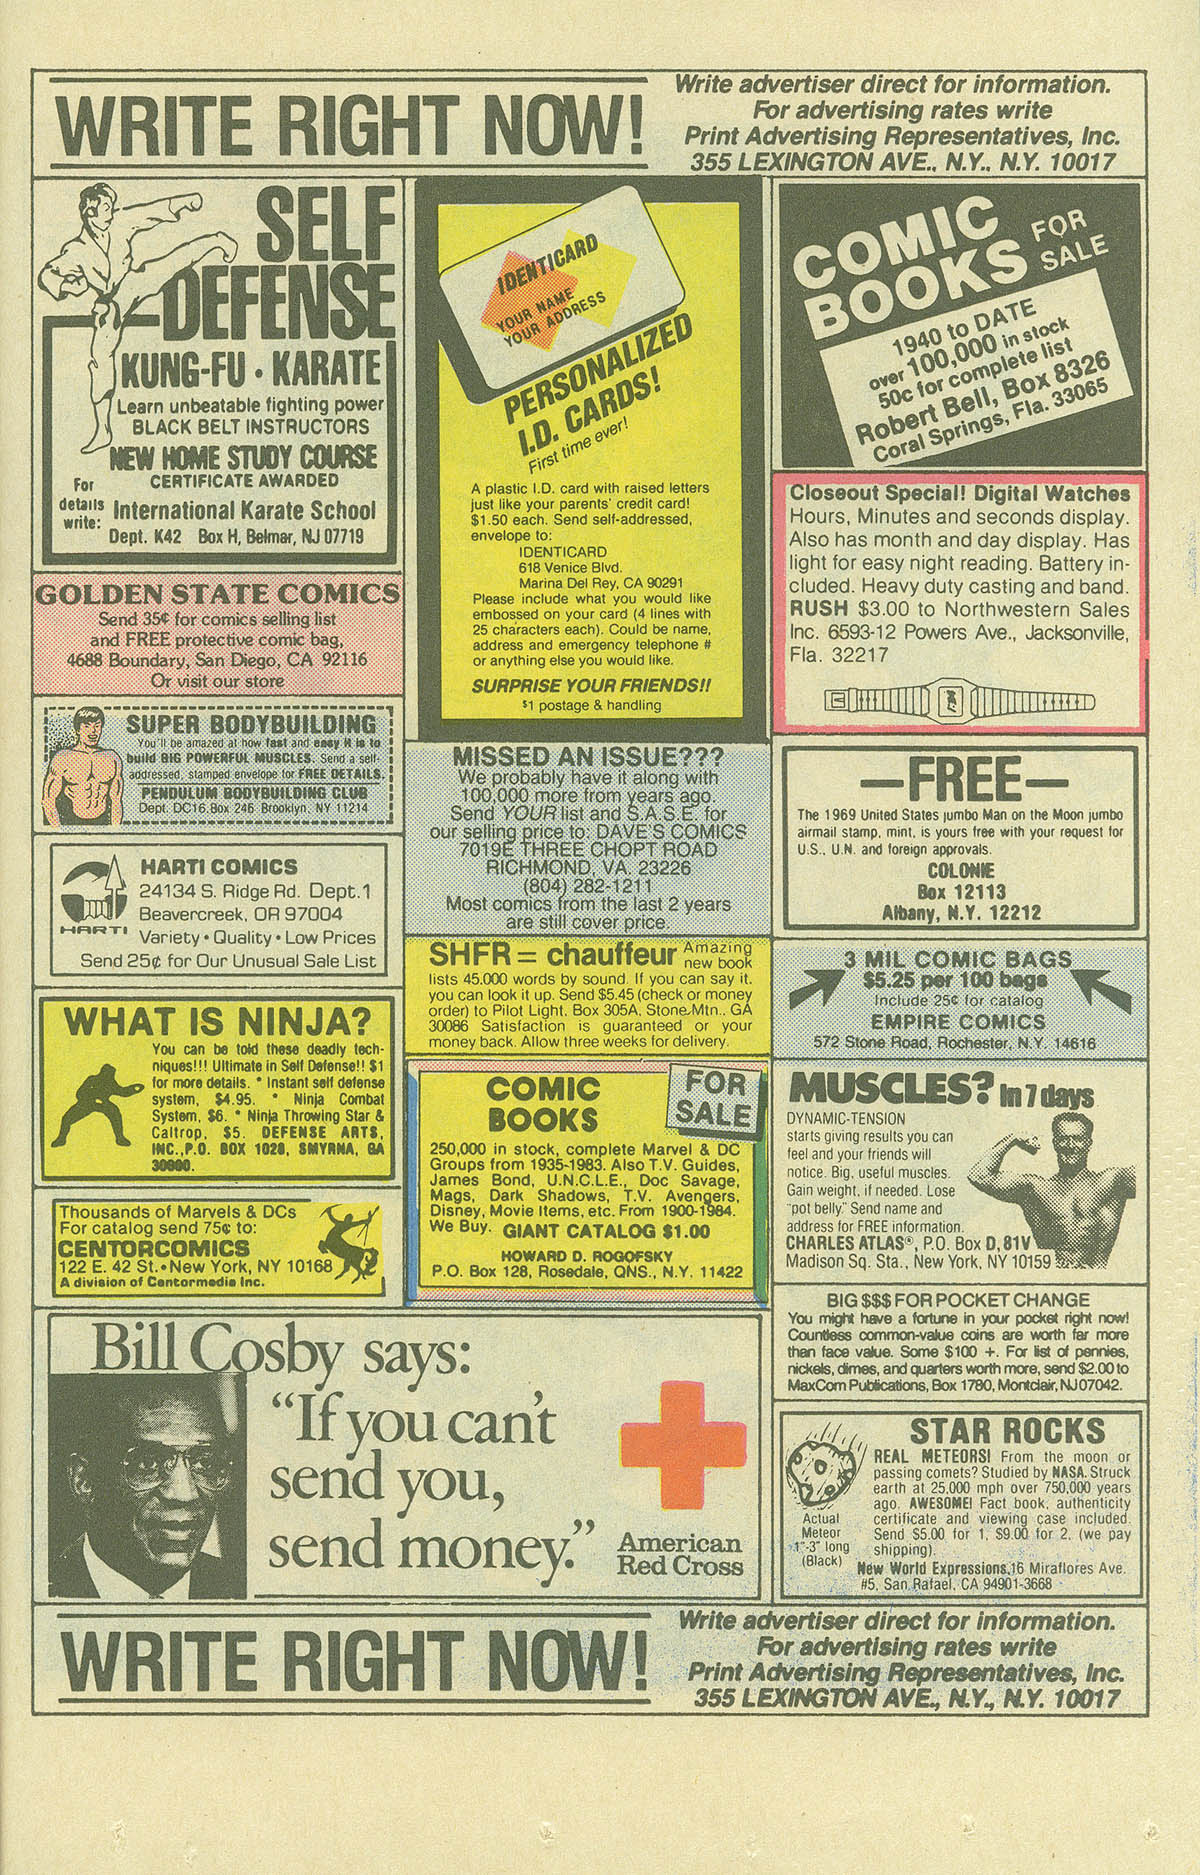 WRITE RIGHT NOW!
Write advertiser direct for information.
For advertising rates write
Print Advertising Representatives, Inc.
355 LEXINGTON AVE., N.Y., N.Y. 10017
SELF
DEFENSE
KUNG-FU · KARATE
Learn unbeatable fighting power
BLACK BELT INSTRUCTORS
NEW HOME STUDY COURSE
CERTIFICATE AWARDED
For
details
write:
International Karate School
Dept. K42 Box H, Belmar, NJ 07719
GOLDEN STATE COMICS
Send 35¢ for comics selling list
and FREE protective comic bag,
4688 Boundary, San Diego, CA 92116
Or visit our store
SUPER BODYBUILDING
You'll be amazed at how fast and easy it is to
build BIG POWERFUL MUSCLES. Send a self-
addressed, stamped envelope for FREE DETAILS.
PENDULUM BODYBUILDING CLUB
Dept. DC16, Box 246 Brooklyn, NY 11214
HARTI
HARTI COMICS
24134 S. Ridge Rd. Dept.1
Beavercreek, OR 97004
Variety • Quality • Low Prices
Send 25¢ for Our Unusual Sale List
WHAT IS NINJA?
You can be told these deadly tech-
niques!!! Ultimate in Self Defense!! $1
for more details. * Instant self defense
system, $4.95. * Ninja Combat
System, $6. * Ninja Throwing Star &
Caltrop, $5. DEFENSE ARTS,
INC., P.O. BOX 1028, SMYRNA, GA
30080.
Thousands of Marvels & DCs
For catalog send 75¢ to:
CENTORCOMICS
122 E. 42 St. • New York, NY 10168
A division of Centormedia Inc.
IDENTICARD
YOUR NAME
YOUR ADDRESS
PERSONALIZED
I.D. CARDS!
First time ever!
A plastic I.D. card with raised letters
just like your parents' credit card!
$1.50 each. Send self-addressed,
envelope to:
IDENTICARD
618 Venice Blvd.
Marina Del Rey, CA 90291
Please include what you would like
embossed on your card (4 lines with
25 characters each). Could be name,
address and emergency telephone #
or anything else you would like.
SURPRISE YOUR FRIENDS!!
$1 postage & handling
MISSED AN ISSUE???
We probably have it along with
100,000 more from years ago.
Send YOUR list and S.A.S.E. for
our selling price to: DAVE'S COMICS
7019E THREE CHOPT ROAD
RICHMOND, VA. 23226
(804) 282-1211
Most comics from the last 2 years
are still cover price.
SHFR = chauffeur Amazing
new book
lists 45,000 words by sound. If you can say it,
you can look it up. Send $5.45 (check or money
order) to Pilot Light, Box 305A, Stone Mtn., GA
30086 Satisfaction is guaranteed or your
money back. Allow three weeks for delivery.
COMIC
BOOKS
FOR
SALE
250,000 in stock, complete Marvel & DC
Groups from 1935-1983. Also T.V. Guides,
James Bond, U.N.C.L.E., Doc Savage,
Mags, Dark Shadows, T.V. Avengers,
Disney, Movie Items, etc. From 1900-1984.
We Buy. GIANT CATALOG $1.00
HOWARD D. ROGOFSKY
P.O. Box 128, Rosedale, QNS., N.Y. 11422
COMIC
BOOKS
FOR
SALE
1940 to DATE
over 100,000 in stock
50c for complete list
Robert Bell, Box 8326
Coral Springs, Fla. 33065
Closeout Special! Digital Watches
Hours, Minutes and seconds display.
Also has month and day display. Has
light for easy night reading. Battery in-
cluded. Heavy duty casting and band.
RUSH $3.00 to Northwestern Sales
Inc. 6593-12 Powers Ave., Jacksonville,
Fla. 32217
—FREE—
The 1969 United States jumbo Man on the Moon jumbo
airmail stamp, mint, is yours free with your request for
U.S., U.N. and foreign approvals.
COLONIE
Box 12113
Albany, N.Y. 12212
3 MIL COMIC BAGS
$5.25 per 100 bags
Include 25¢ for catalog
EMPIRE COMICS
572 Stone Road, Rochester, N.Y. 14616
MUSCLES? In 7 days
DYNAMIC-TENSION
starts giving results you can
feel and your friends will
notice. Big, useful muscles.
Gain weight, if needed. Lose
"pot belly." Send name and
address for FREE information.
CHARLES ATLAS®, P.O. Box D, 81V
Madison Sq. Sta., New York, NY 10159
BIG $$$ FOR POCKET CHANGE
You might have a fortune in your pocket right now!
Countless common-value coins are worth far more
than face value. Some $100 +. For list of pennies,
nickels, dimes, and quarters worth more, send $2.00 to
MaxCom Publications, Box 1780, Montclair, NJ 07042.
STAR ROCKS
REAL METEORS! From the moon or
passing comets? Studied by NASA. Struck
earth at 25,000 mph over 750,000 years
ago. AWESOME! Fact book, authenticity
certificate and viewing case included.
Send $5.00 for 1, $9.00 for 2, (we pay
shipping).
New World Expressions, 16 Miraflores Ave.
#5, San Rafael, CA 94901-3668
Actual
Meteor
1"-3" long
(Black)
Bill Cosby says:
"If you can't
send you,
send money."
American
Red Cross
WRITE RIGHT NOW!
Write advertiser direct for information.
For advertising rates write
Print Advertising Representatives, Inc.
355 LEXINGTON AVE., N.Y., N.Y. 10017